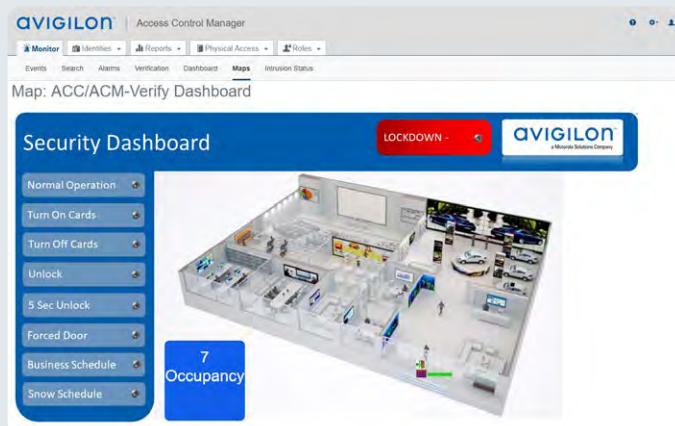 avigilon | Access Control Manager
Monitor Identities Reports Physical Access Roles
Events Search Alarms Verification Dashboard Maps Intrusion Status
Map: ACC/ACM-Verify Dashboard
Security Dashboard
LOCKDOWN -
avigilon
a Motorola Solutions Company
Normal Operation
Turn On Cards
Turn Off Cards
Unlock
5 Sec Unlock
Forced Door
Business Schedule
Snow Schedule
7
Occupancy